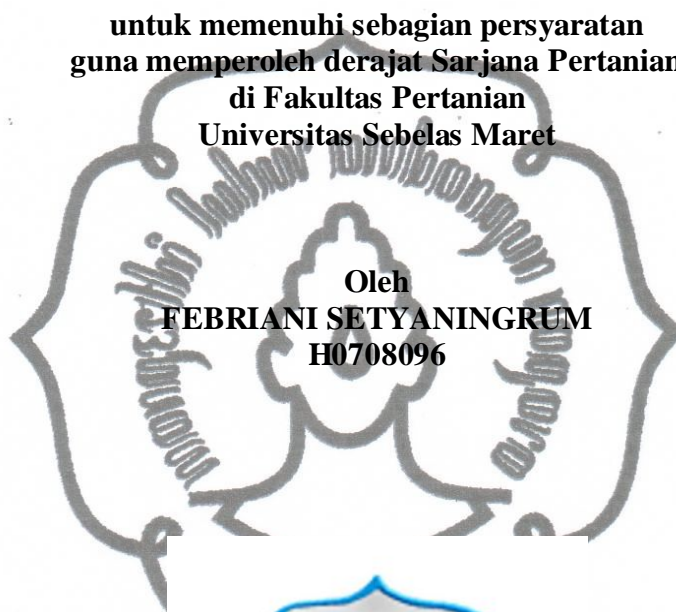 untuk memenuhi sebagian persyaratan
guna memperoleh derajat Sarjana Pertanian
di Fakultas Pertanian
Universitas Sebelas Maret
Oleh
FEBRIANI SETYANINGRUM
H0708096